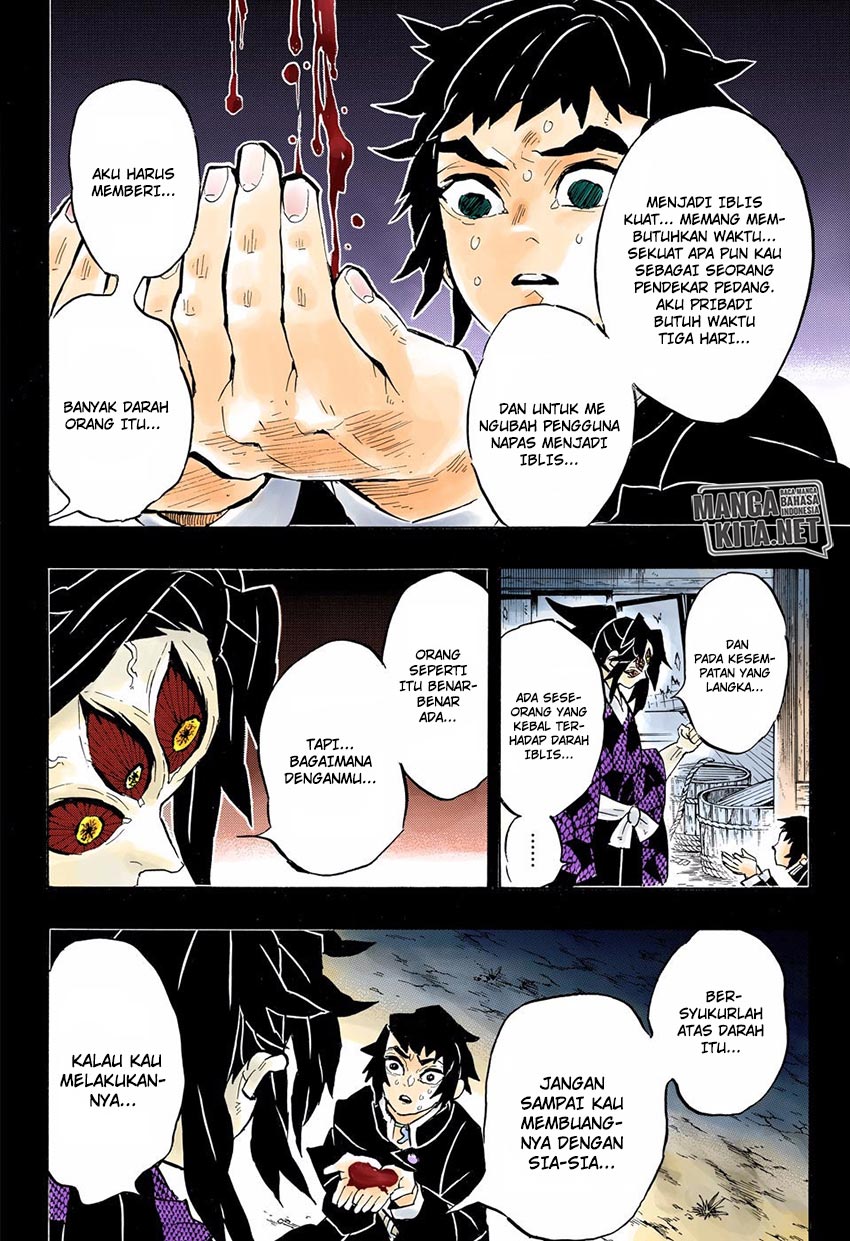 MENJADI IBLIS
KUAT... MEMANG MEM-
BUTUHKAN WAKTU...
SEKUAT APA PUN KAU
SEBAGAI SEORANG
PENDEKAR PEDANG.
AKU PRIBADI
BUTUH WAKTU
TIGA HARI...
DAN UNTUK ME
NGUBAH PENGGUNA
NAPAS MENJADI
IBLIS...
AKU HARUS
MEMBERI...
BANYAK DARAH
ORANG ITU...
MANGA
KITA.NET
BACA MANGA
BAHASA
INDONESIA
DAN
PADA KESEM-
PATAN YANG
LANGKA...
ADA SESE-
ORANG YANG
KEBAL TER-
HADAP DARAH
IBLIS...
......
ORANG
SEPERTI
ITU BENAR-
BENAR
ADA...
TAPI...
BAGAIMANA
DENGANMU...
BER-
SYUKURLAH
ATAS DARAH
ITU...
JANGAN
SAMPAI KAU
MEMBUANG-
NYA DENGAN
SIA-SIA...
KALAU KAU
MELAKUKAN-
NYA...